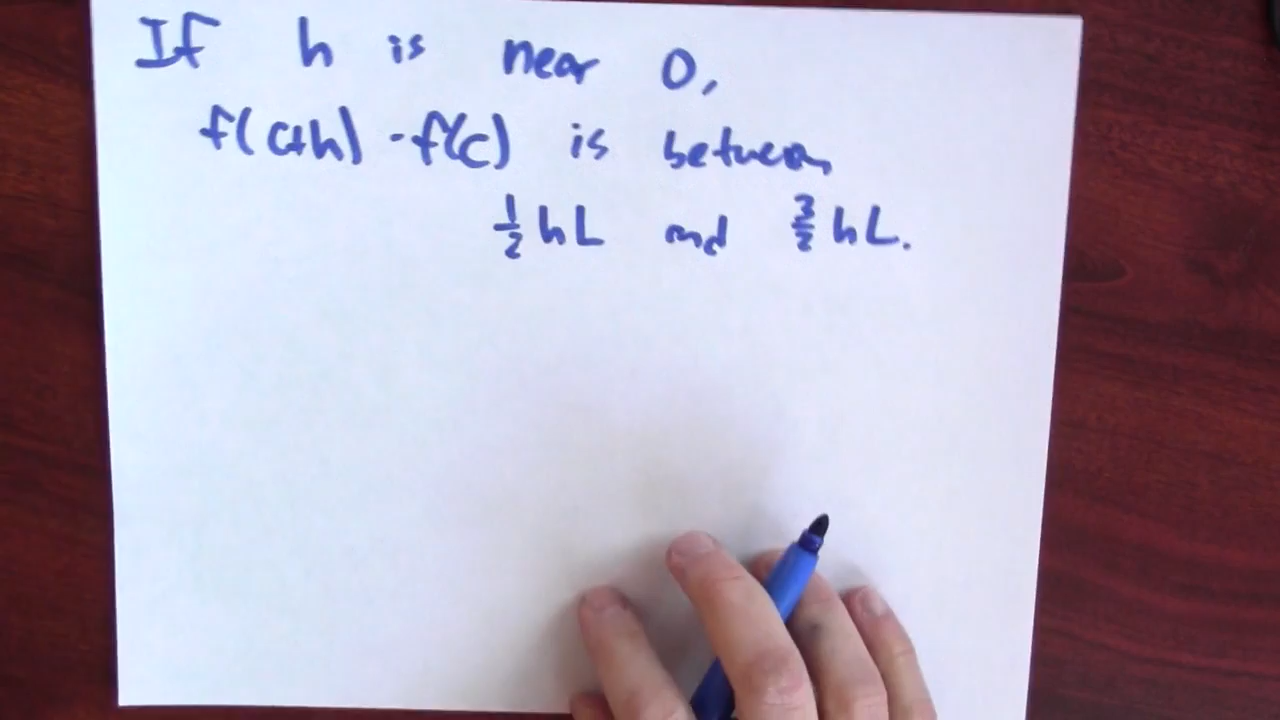 If h is near 0,
f(c+h) - f(c) is between
1/2 hL and 3/2 hL.